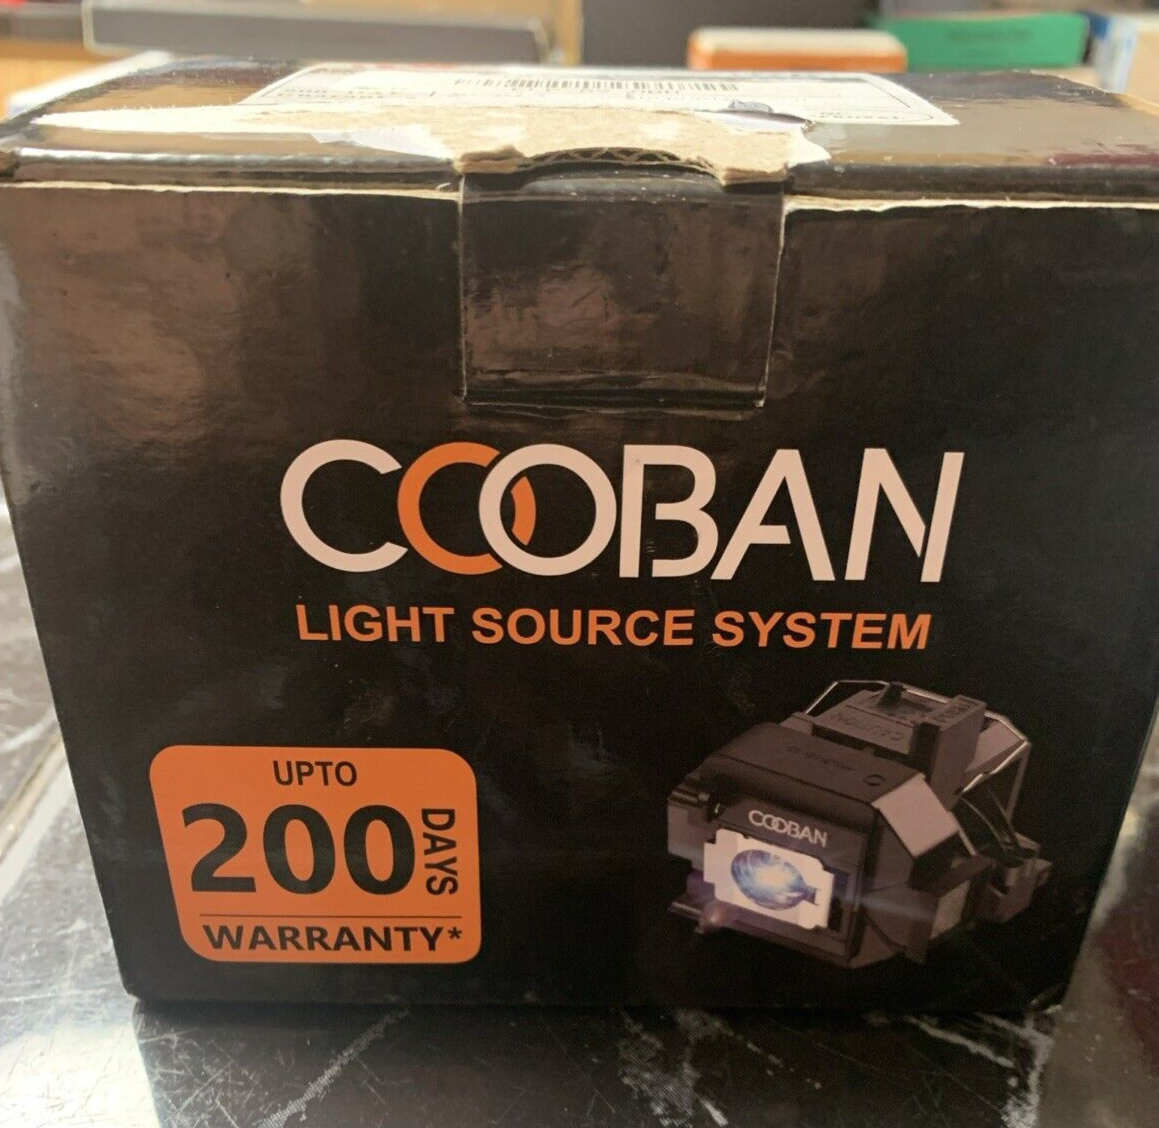 COOBAN
LIGHT SOURCE SYSTEM
UPTO
200
DAYS
WARRANTY*
COOBAN